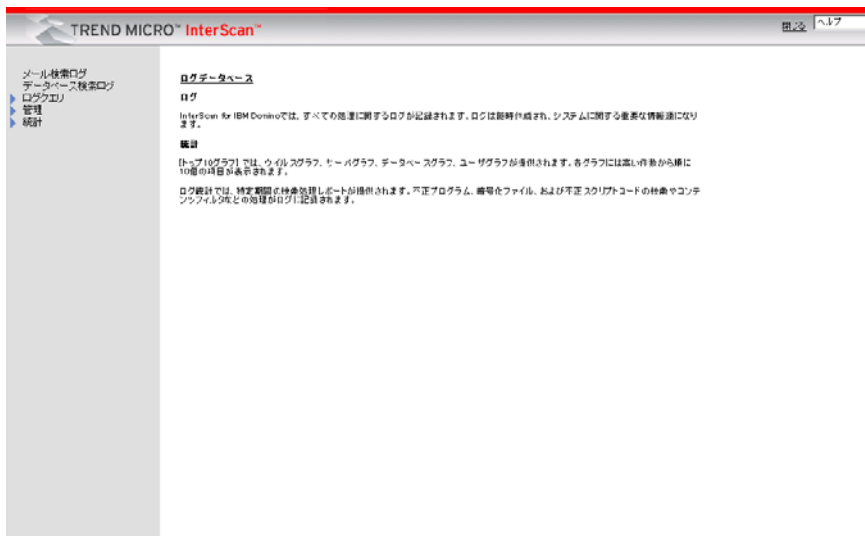 TREND MICRO™ InterScan™
閉じる
ヘルプ
メール検索ログ
データベース検索ログ
ログクエリ
管理
統計
ログデータベース
ログ
InterScan for IBM Dominoでは、すべての処理に関するログが記録されます。ログは随時作成され、システムに関する重要な情報源になり
ます。
統計
[トップ10グラフ] では、ウイルスグラフ、サーバグラフ、データベースグラフ、ユーザグラフが提供されます。各グラフには高い件数から順に
10個の項目が表示されます。
ログ統計では、特定期間の検索処理レポートが提供されます。不正プログラム、暗号化ファイル、および不正スクリプトコードの検索やコンテ
ンツフィルタなどの処理がログに記録されます。